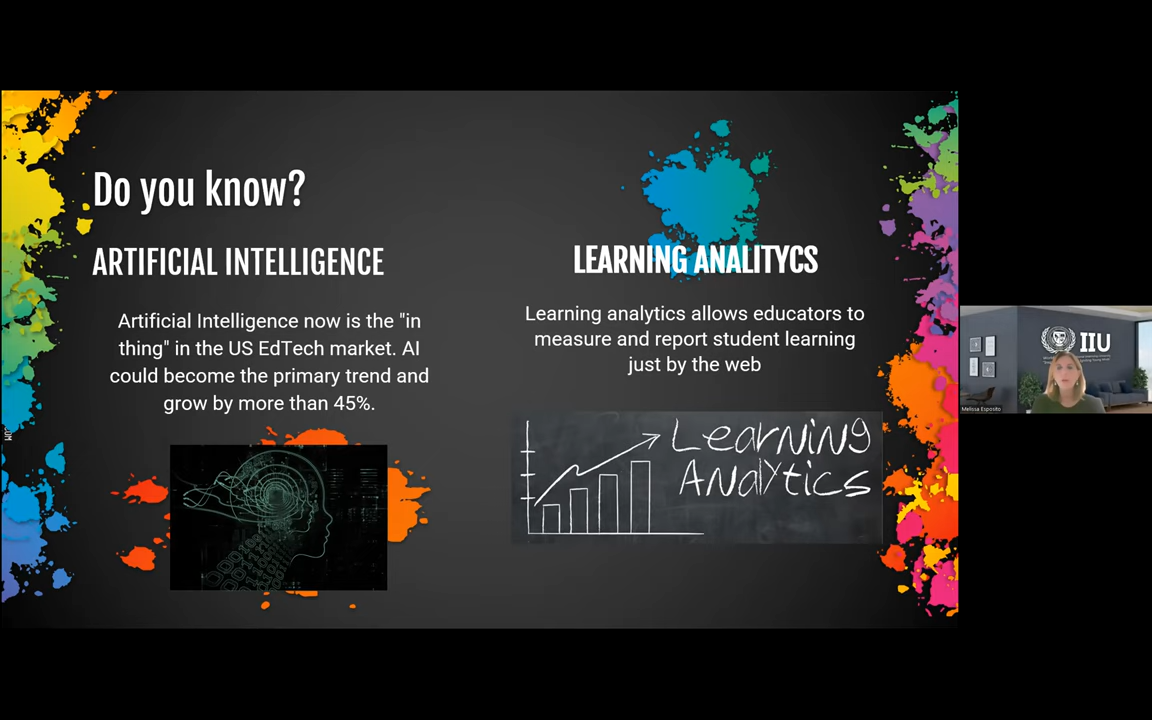 Do you know?
ARTIFICIAL INTELLIGENCE
Artificial Intelligence now is the "in
thing" in the US EdTech market. AI
could become the primary trend and
grow by more than 45%.
LEARNING ANALITYCS
Learning analytics allows educators to
measure and report student learning
just by the web
Learning
Analytics
IIU
Melissa Esposito